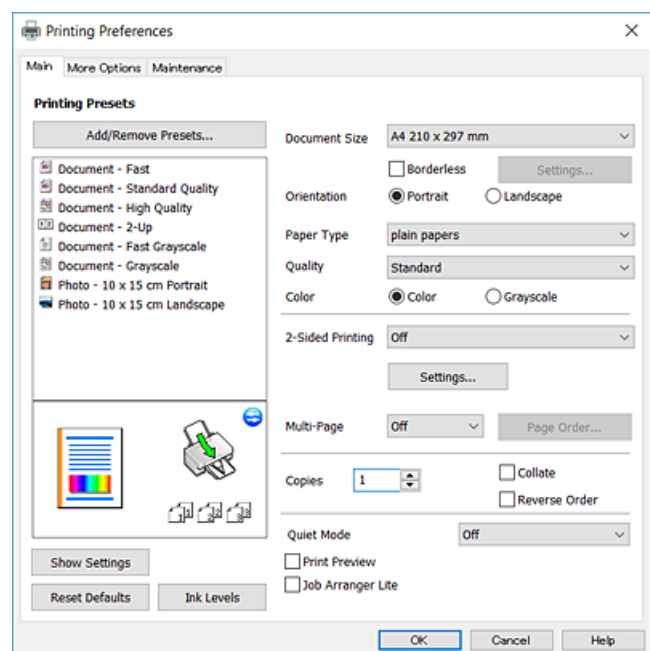 Printing Preferences
Main More Options Maintenance
Printing Presets
Add/Remove Presets...
Document - Fast
Document - Standard Quality
Document - High Quality
Document - 2-Up
Document - Fast Grayscale
Document - Grayscale
Photo - 10 x 15 cm Portrait
Photo - 10 x 15 cm Landscape
Show Settings
Reset Defaults Ink Levels
Document Size A4 210 x 297 mm
Borderless Settings...
Orientation Portrait Landscape
Paper Type plain papers
Quality Standard
Color Color Grayscale
2-Sided Printing Off
Settings...
Multi-Page Off Page Order...
Copies 1 Collate
Reverse Order
Quiet Mode Off
Print Preview
Job Arranger Lite
OK Cancel Help